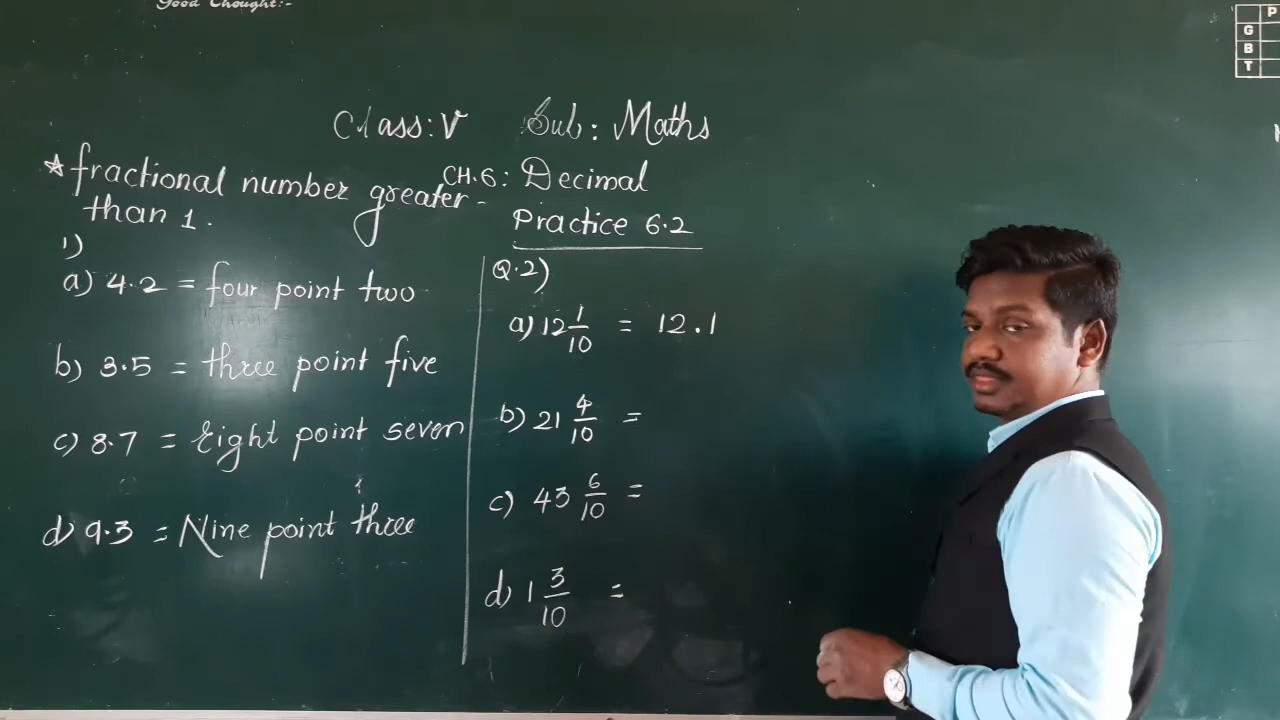 Good Thought:-
P
G
B
T
Class: V Sub: Maths
CH.6: Decimal
Practice 6.2
* fractional number greater-
than 1.
1)
a) 4.2 = four point two
b) 3.5 = three point five
c) 8.7 = Eight point seven
d) 9.3 = Nine point three
Q.2)
a) 12 1/10 = 12.1
b) 21 4/10 =
c) 43 6/10 =
d) 1 3/10 =